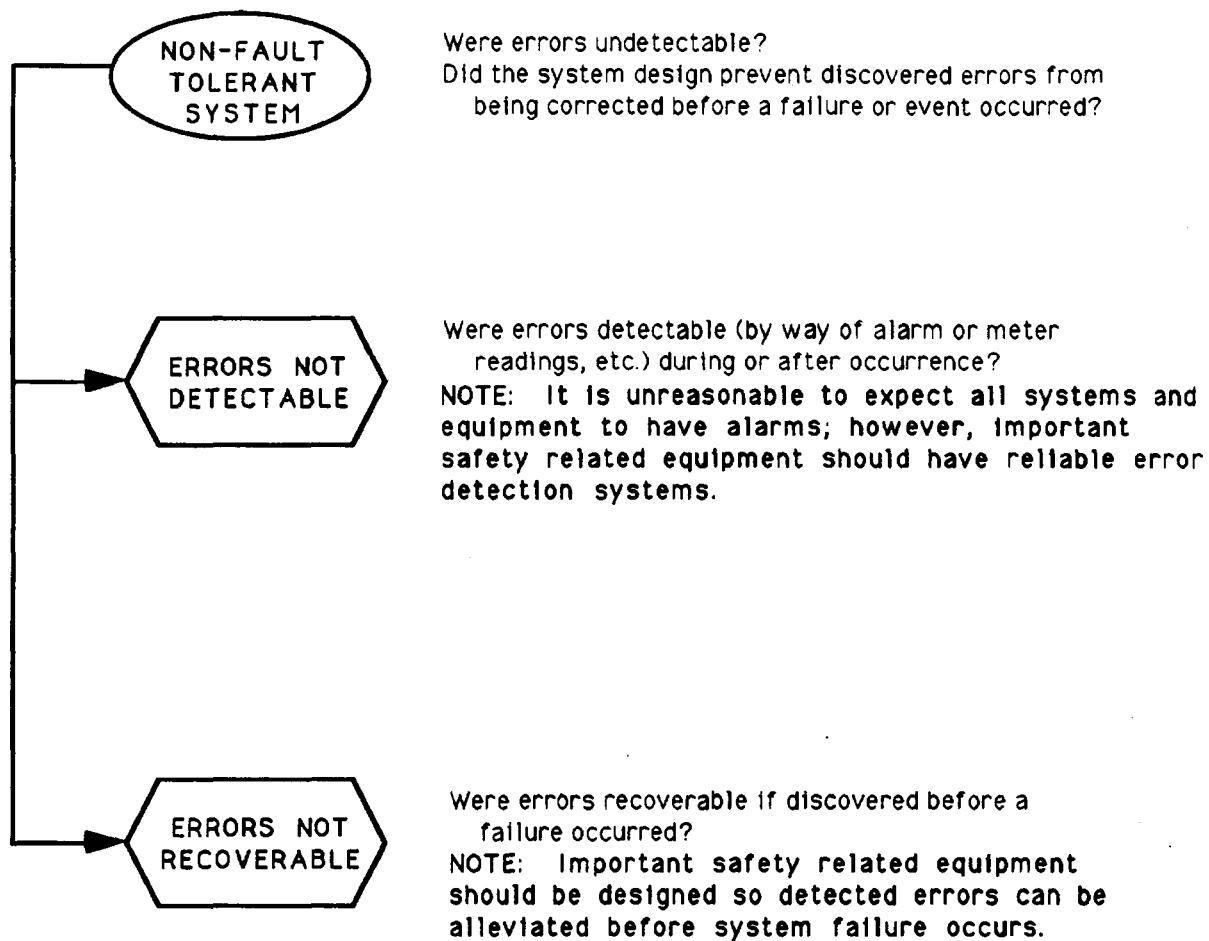 NON-FAULT
TOLERANT
SYSTEM
Were errors undetectable?
Did the system design prevent discovered errors from
being corrected before a failure or event occurred?
ERRORS NOT
DETECTABLE
Were errors detectable (by way of alarm or meter
readings, etc.) during or after occurrence?
NOTE: It is unreasonable to expect all systems and
equipment to have alarms; however, important
safety related equipment should have reliable error
detection systems.
ERRORS NOT
RECOVERABLE
Were errors recoverable if discovered before a
failure occurred?
NOTE: Important safety related equipment
should be designed so detected errors can be
alleviated before system failure occurs.